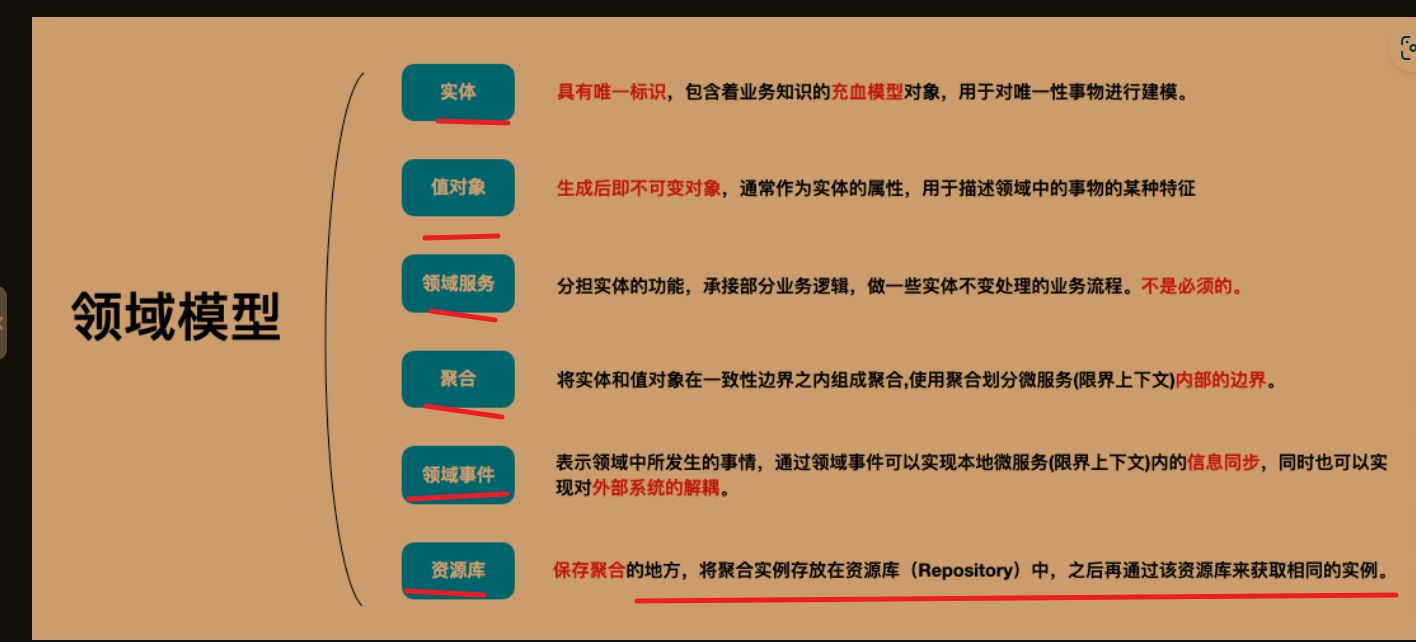 领域模型
实体
具有唯一标识，包含着业务知识的充血模型对象，用于对唯一性事物进行建模。
值对象
生成后即不可变对象，通常作为实体的属性，用于描述领域中的事物的某种特征
领域服务
分担实体的功能，承接部分业务逻辑，做一些实体不变处理的业务流程。不是必须的。
聚合
将实体和值对象在一致性边界之内组成聚合,使用聚合划分微服务(限界上下文)内部的边界。
领域事件
表示领域中所发生的事情，通过领域事件可以实现本地微服务(限界上下文)内的信息同步，同时也可以实
现对外部系统的解耦。
资源库
保存聚合的地方，将聚合实例存放在资源库（Repository）中，之后再通过该资源库来获取相同的实例。